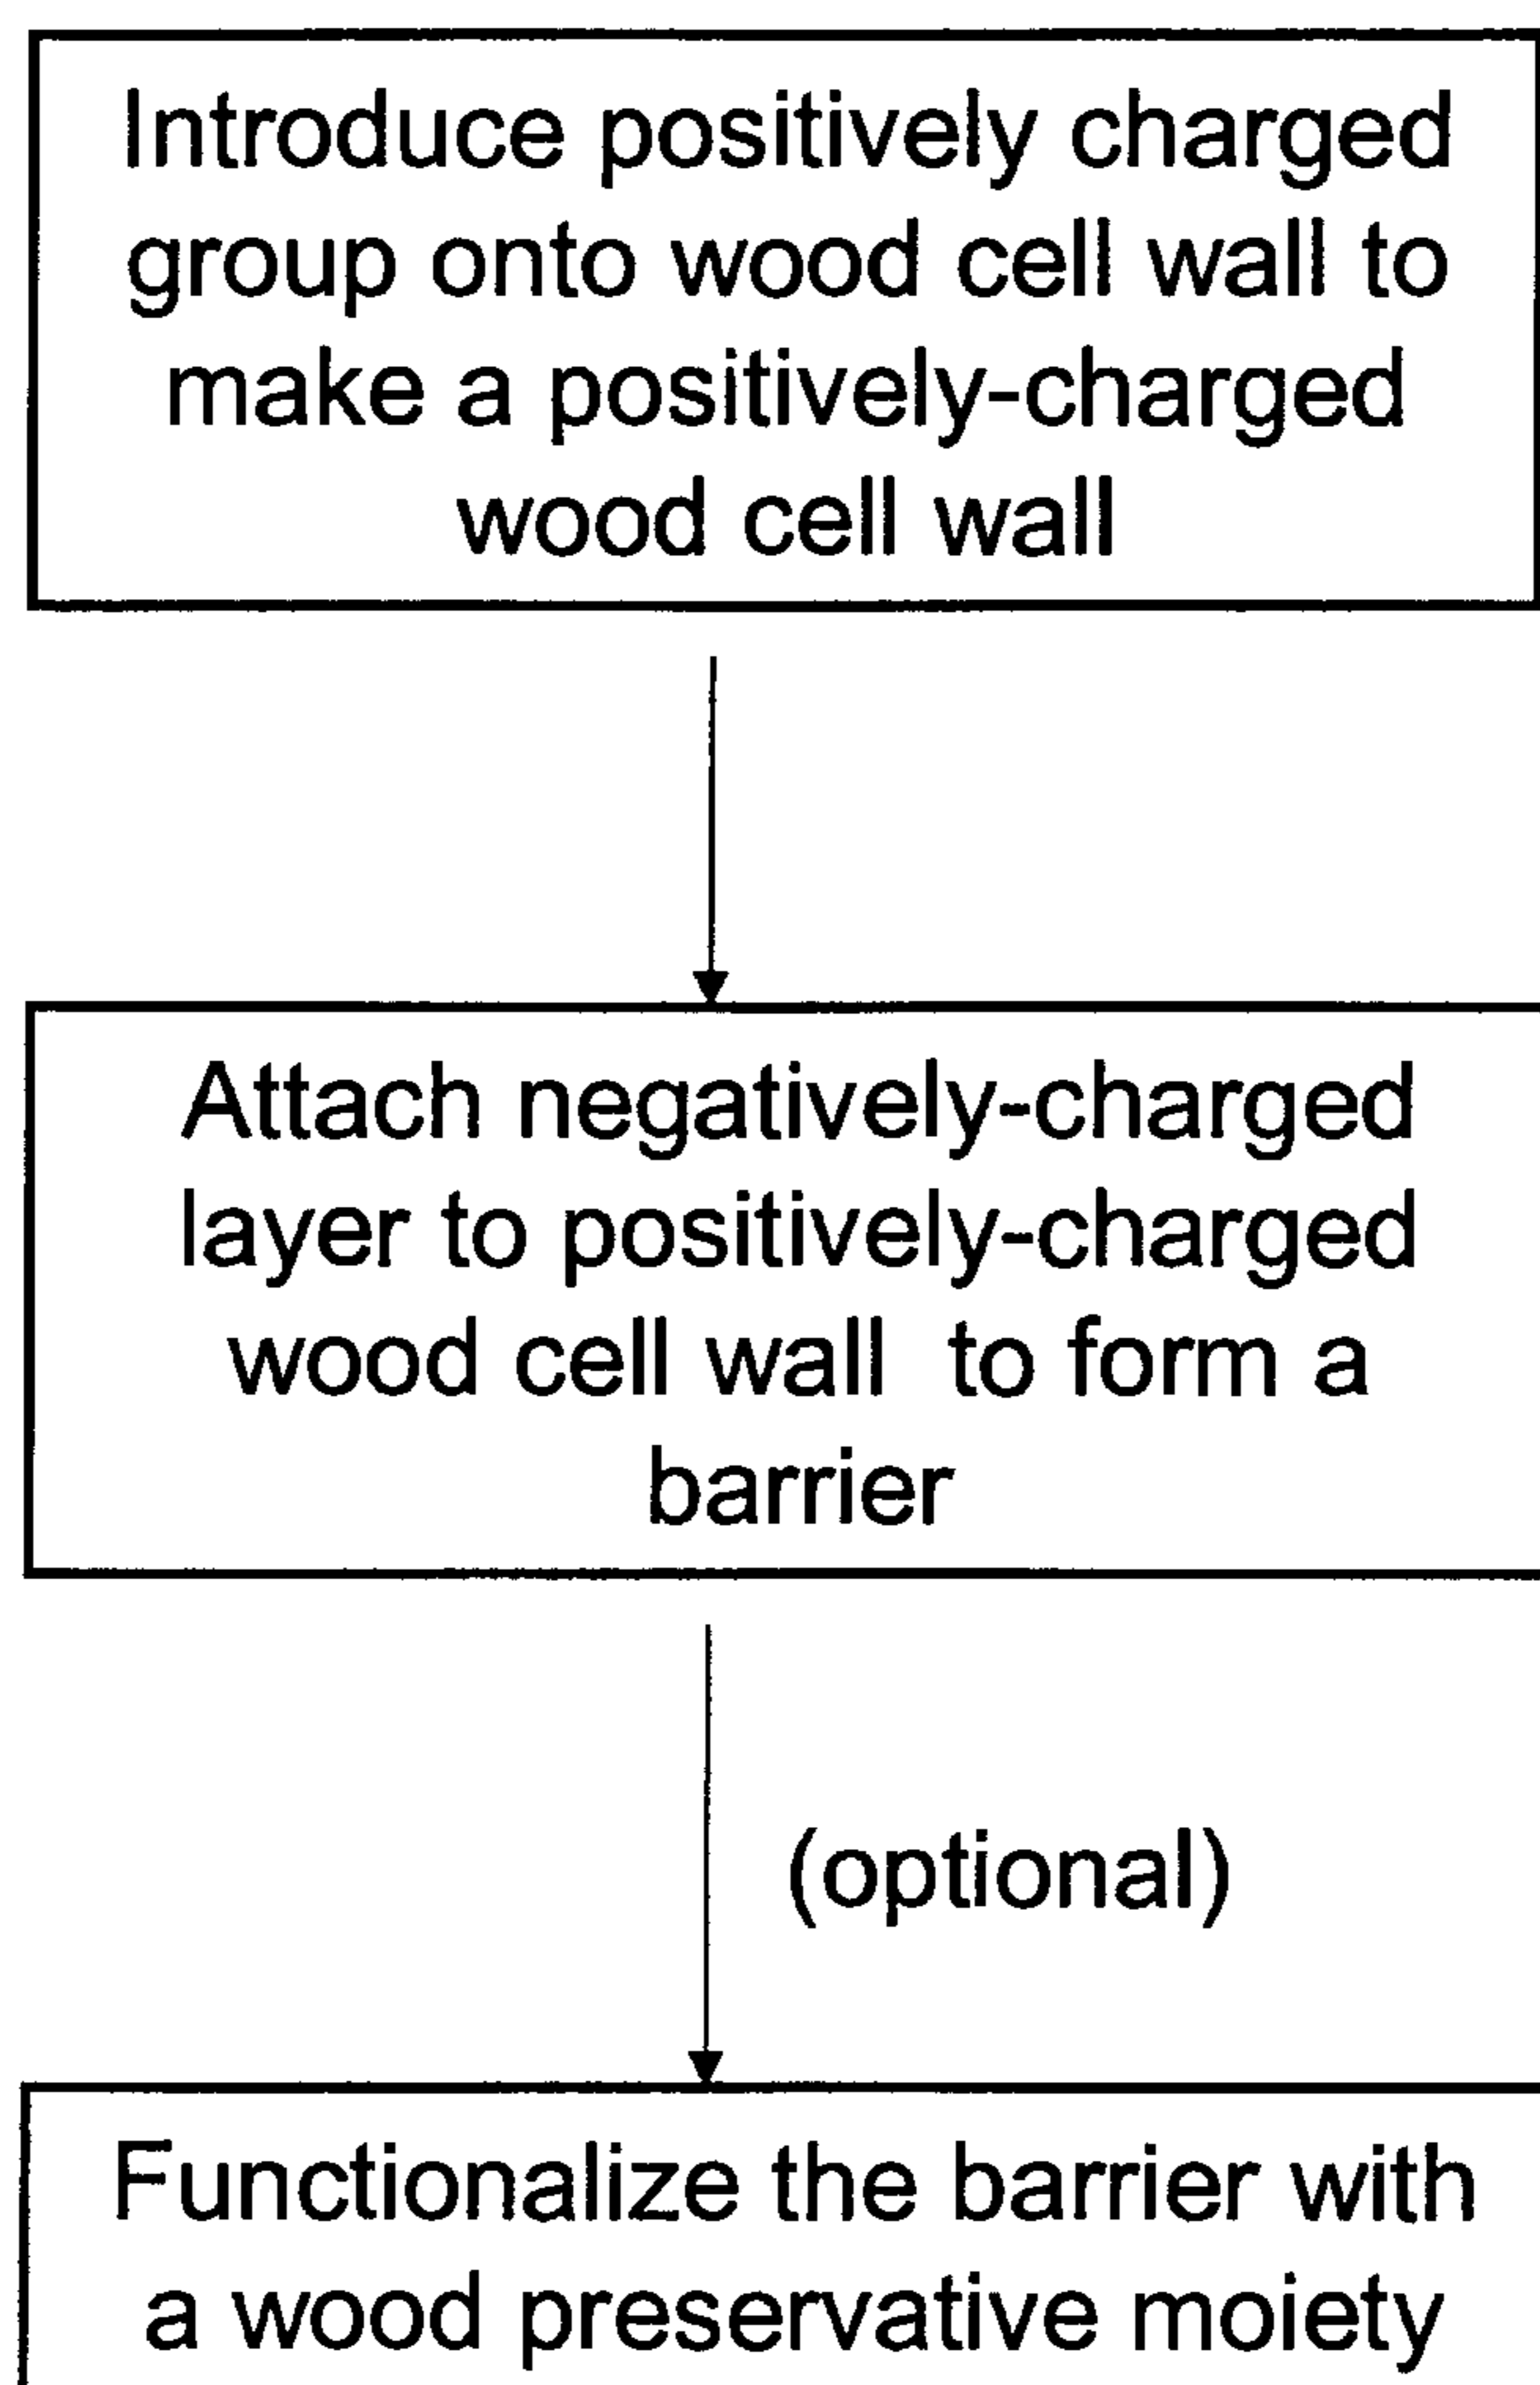 Introduce positively charged
group onto wood cell wall to
make a positively-charged
wood cell wall
Attach negatively-charged
layer to positively-charged
wood cell wall to form a
barrier
(optional)
Functionalize the barrier with
a wood preservative moiety